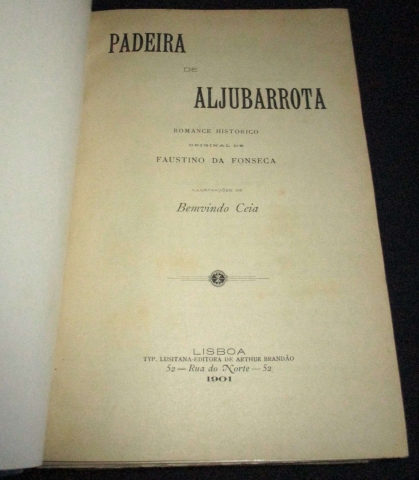 PADEIRA
DE
ALJUBARROTA
ROMANCE HISTORICO
ORIGINAL DE
FAUSTINO DA FONSECA
ILLUSTRAÇÕES DE
Bemvindo Ceia
LISBOA
TYP. LUSITANA-EDITORA DE ARTHUR BRANDÃO
52 — Rua do Norte — 52
1901